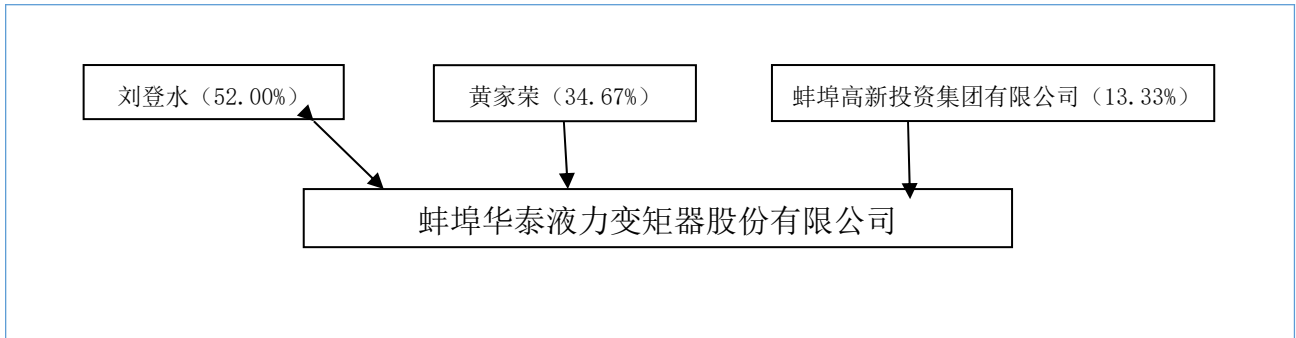 刘登水（52.00%）
黄家荣（34.67%）
蚌埠高新投资集团有限公司（13.33%）
蚌埠华泰液力变矩器股份有限公司